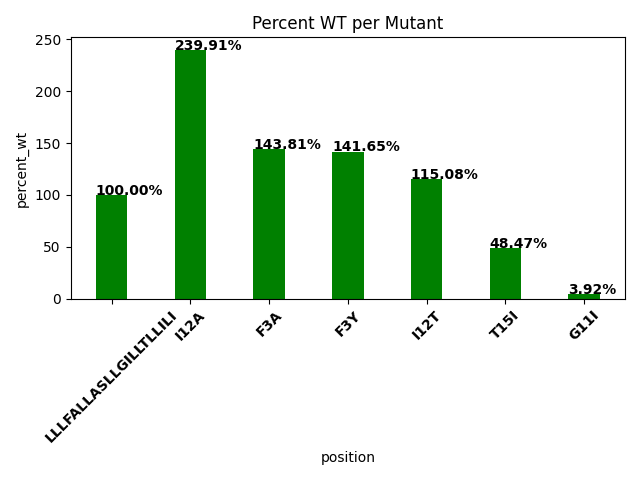 Percent WT per Mutant
percent_wt
250
200
150
100
50
0
100.00%
239.91%
143.81%
141.65%
115.08%
48.47%
3.92%
LLLFALLASLLGILLTLLILI
I12A
F3A
F3Y
I12T
T15I
G11I
position